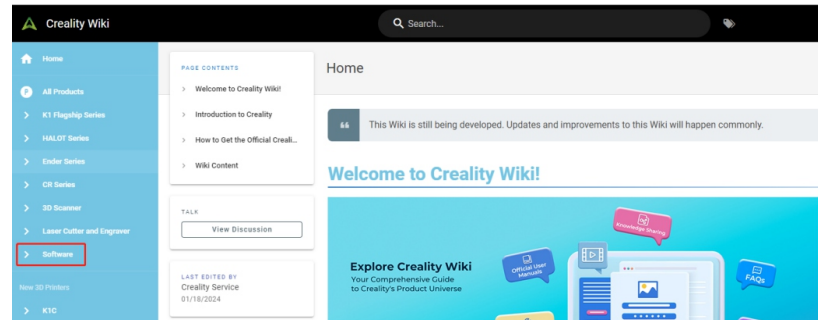 Creality Wiki
Search...
Home
All Products
K1 Flagship Series
HALOT Series
Ender Series
CR Series
3D Scanner
Laser Cutter and Engraver
Software
New 3D Printers
K1C
PAGE CONTENTS
Welcome to Creality Wiki!
Introduction to Creality
How to Get the Official Creali...
Wiki Content
TALK
View Discussion
LAST EDITED BY
Creality Service
01/18/2024
Home
This Wiki is still being developed. Updates and improvements to this Wiki will happen commonly.
Welcome to Creality Wiki!
Explore Creality Wiki
Your Comprehensive Guide
to Creality's Product Universe
Official User
Manuals
Knowledge Sharing
FAQs